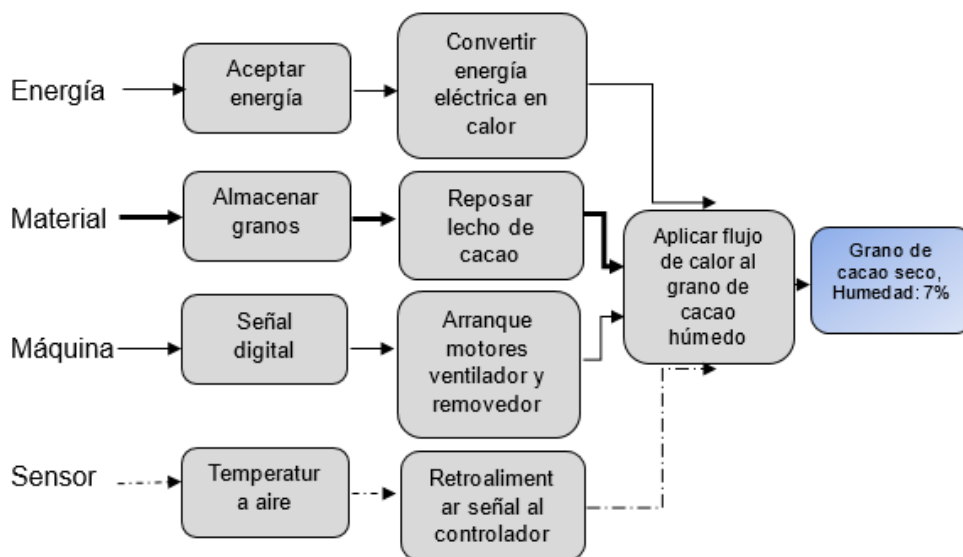 Energía
Aceptar
energía
Convertir
energía
eléctrica en
calor
Material
Almacenar
granos
Reposar
lecho de
cacao
Aplicar flujo
de calor al
grano de
cacao
húmedo
Grano de
cacao seco,
Humedad: 7%
Máquina
Señal
digital
Arranque
motores
ventilador y
removedor
Sensor
Temperatur
a aire
Retroaliment
ar señal al
controlador